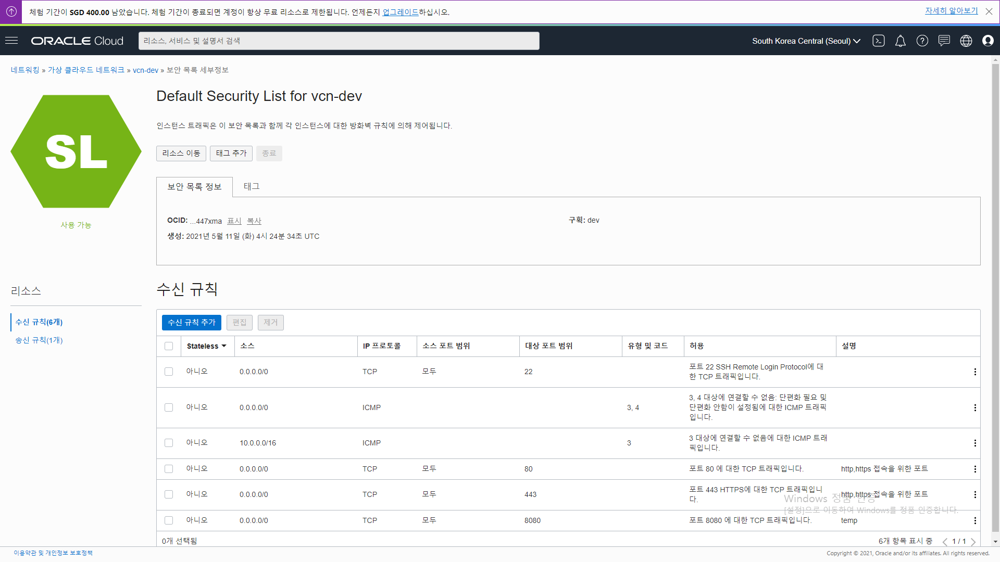 체험 기간이 SGD 400.00 남았습니다. 체험 기간이 종료되면 계정이 항상 무료 리소스로 제한됩니다. 언제든지 업그레이드하십시오.
자세히 알아보기
ORACLE Cloud
리소스, 서비스 및 설명서 검색
South Korea Central (Seoul)
네트워킹 » 가상 클라우드 네트워크 » vcn-dev » 보안 목록 세부정보
SL
사용 가능
Default Security List for vcn-dev
인스턴스 트래픽은 이 보안 목록과 함께 각 인스턴스에 대한 방화벽 규칙에 의해 제어됩니다.
리소스 이동 태그 추가 종료
보안 목록 정보 태그
OCID: ...447xma 표시 복사
구획: dev
생성: 2021년 5월 11일 (화) 4시 24분 34초 UTC
리소스
수신 규칙(6개)
송신 규칙(1개)
수신 규칙
수신 규칙 추가 편집 제거
Stateless 소스 IP 프로토콜 소스 포트 범위 대상 포트 범위 유형 및 코드 허용 설명
아니오 0.0.0.0/0 TCP 모두 22 포트 22 SSH Remote Login Protocol에 대
한 TCP 트래픽입니다.
아니오 0.0.0.0/0 ICMP 3, 4 3, 4 대상에 연결할 수 없음: 단편화 필요 및
단편화 안함이 설정됨에 대한 ICMP 트래픽
입니다.
아니오 10.0.0.0/16 ICMP 3 3 대상에 연결할 수 없음에 대한 ICMP 트래
픽입니다.
아니오 0.0.0.0/0 TCP 모두 80 포트 80 에 대한 TCP 트래픽입니다. http,https 접속을 위한 포트
아니오 0.0.0.0/0 TCP 모두 443 포트 443 HTTPS에 대한 TCP 트래픽입니
다. http,https 접속을 위한 포트
아니오 0.0.0.0/0 TCP 모두 8080 포트 8080 에 대한 TCP 트래픽입니다. temp
Windows 정품 인증
[설정]으로 이동하여 Windows를 정품 인증합니다.
0개 선택됨
6개 항목 표시 중 1 / 1
이용약관 및 개인정보 보호정책
Copyright © 2021, Oracle and/or its affiliates. All rights reserved.